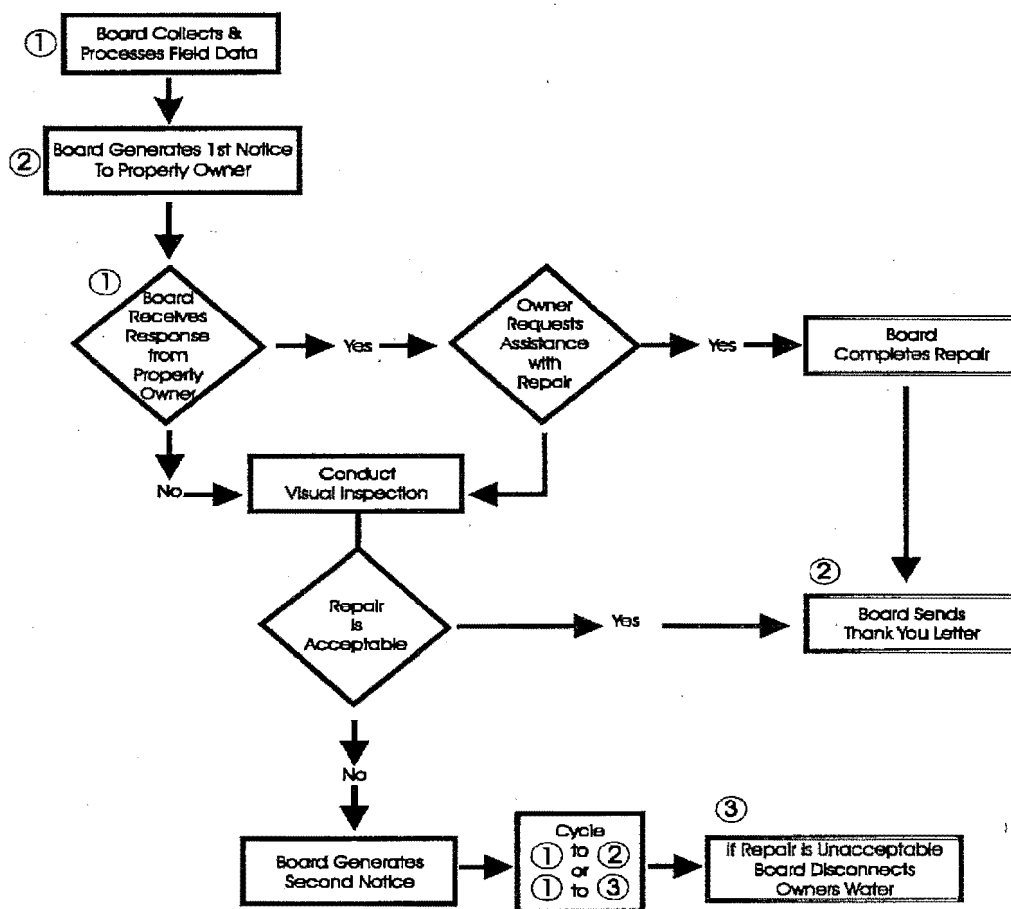 ①
Board Collects &
Processes Field Data
②
Board Generates 1st Notice
To Property Owner
①
Board
Receives
Response
from
Property
Owner
Yes
Owner
Requests
Assistance
with
Repair
Yes
Board
Completes Repair
No
Conduct
Visual Inspection
Repair
is
Acceptable
Yes
②
Board Sends
Thank You Letter
No
Board Generates
Second Notice
Cycle
① to ②
or
① to ③
③
If Repair is Unacceptable
Board Disconnects
Owners Water